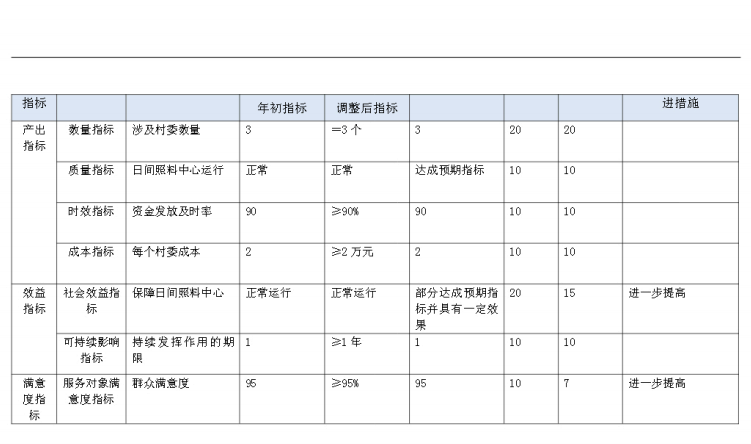 指标 年初指标 调整后指标 进措施
产出指标 数量指标 涉及村委数量 3 ＝3 个 3 20 20
质量指标 日间照料中心运行 正常 正常 达成预期指标 10 10
时效指标 资金发放及时率 90 ≥90% 90 10 10
成本指标 每个村委成本 2 ≥2 万元 2 10 10
效益指标 社会效益指标 保障日间照料中心 正常运行 正常运行 部分达成预期指标并具有一定效果 20 15 进一步提高
可持续影响指标 持续发挥作用的期限 1 ≥1 年 1 10 10
满意度指标 服务对象满意度指标 群众满意度 95 ≥95% 95 10 7 进一步提高